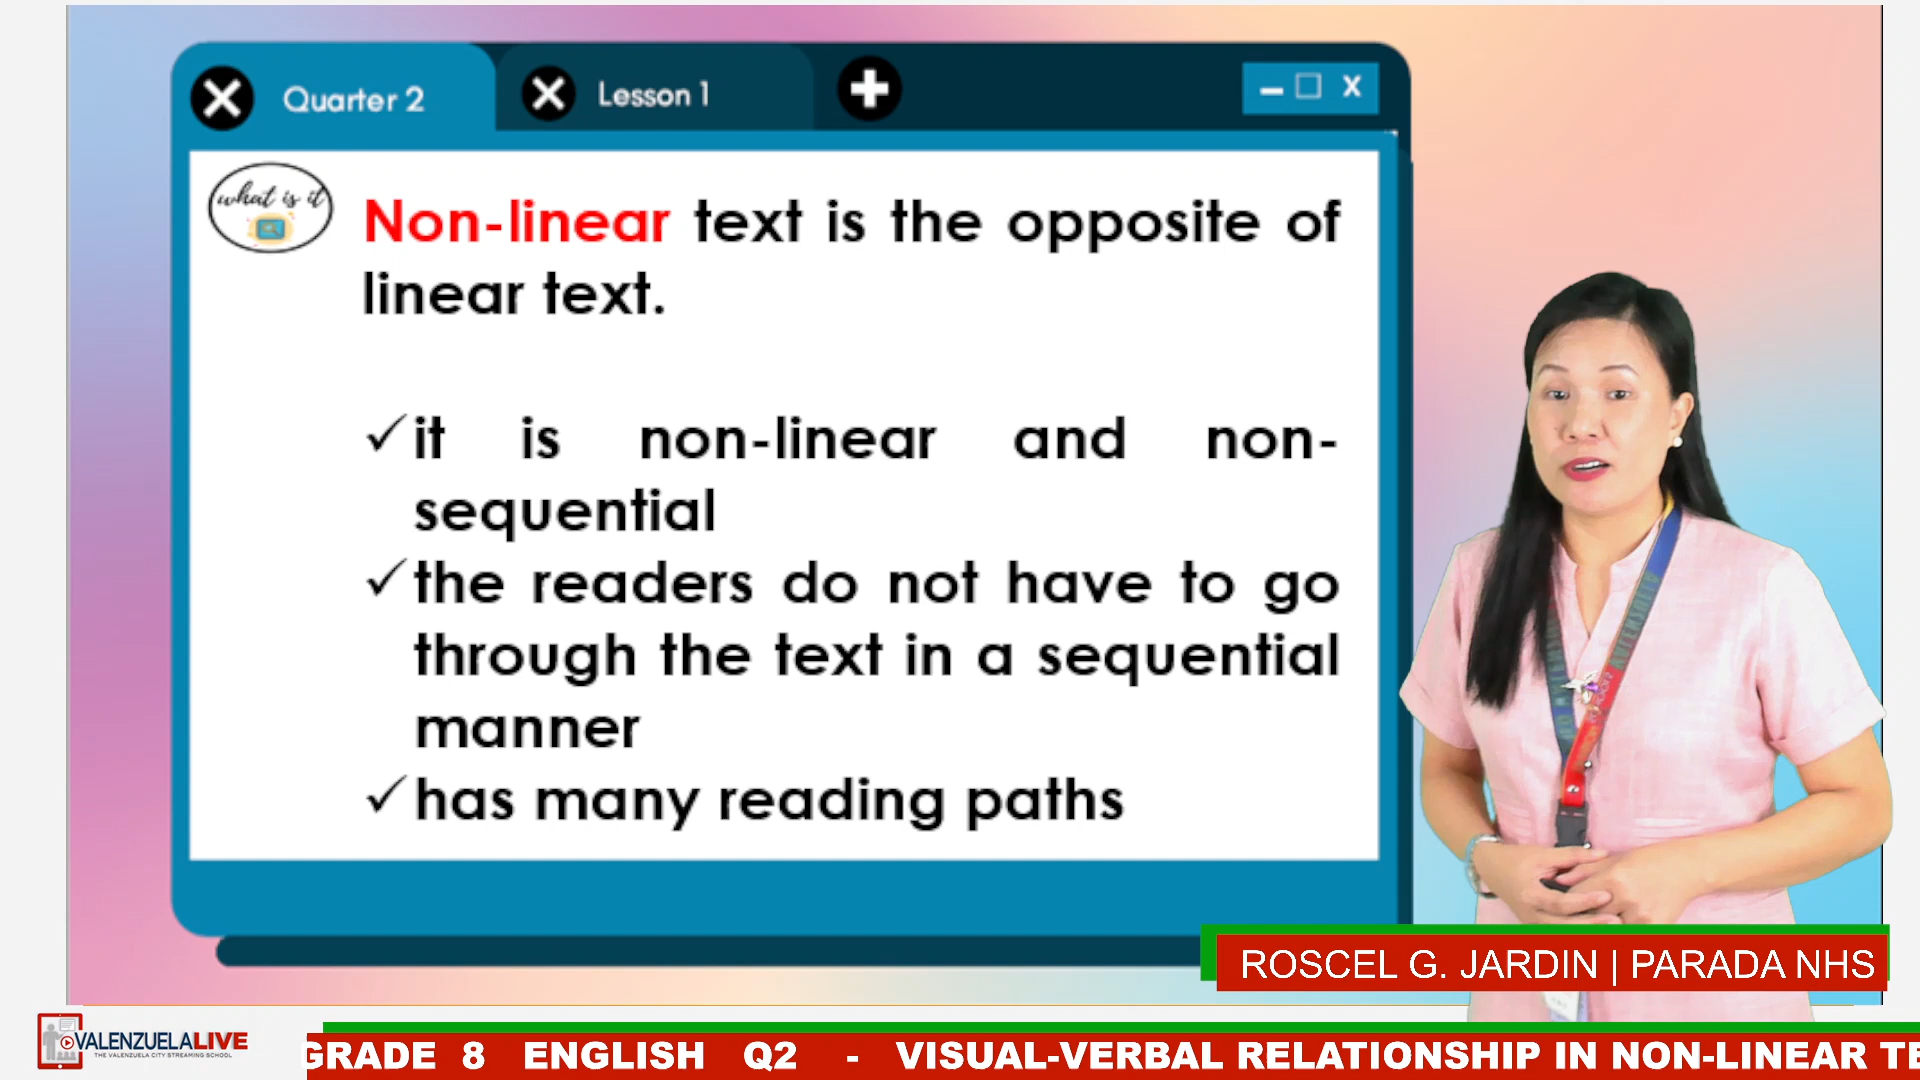 Quarter 2
Lesson 1
what is it
Non-linear text is the opposite of
linear text.
✓it is non-linear and non-
sequential
✓the readers do not have to go
through the text in a sequential
manner
✓has many reading paths
ROSCEL G. JARDIN | PARADA NHS
VALENZUELALIVE
THE VALENZUELA CITY STREAMING SCHOOL
GRADE 8 ENGLISH Q2 - VISUAL-VERBAL RELATIONSHIP IN NON-LINEAR TE